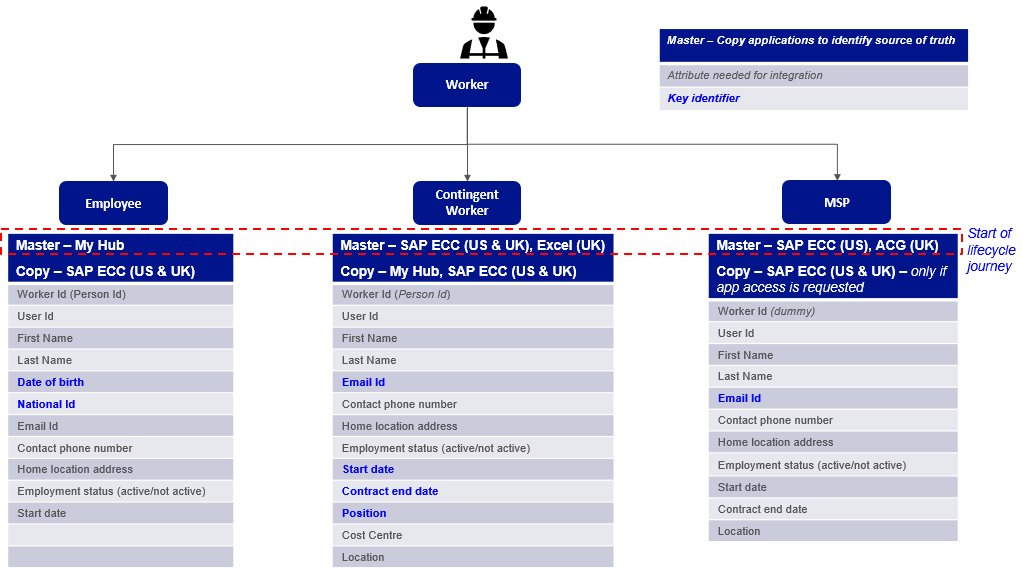 Worker
Master – Copy applications to identify source of truth
Attribute needed for integration
Key identifier
Employee
Contingent
Worker
MSP
Start of
lifecycle
journey
Master – My Hub
Copy – SAP ECC (US & UK)
Worker Id (Person Id)
User Id
First Name
Last Name
Date of birth
National Id
Email Id
Contact phone number
Home location address
Employment status (active/not active)
Start date
Master – SAP ECC (US & UK), Excel (UK)
Copy – My Hub, SAP ECC (US & UK)
Worker Id (Person Id)
User Id
First Name
Last Name
Email Id
Contact phone number
Home location address
Employment status (active/not active)
Start date
Contract end date
Position
Cost Centre
Location
Master – SAP ECC (US), ACG (UK)
Copy – SAP ECC (US & UK) – only if
app access is requested
Worker Id (dummy)
User Id
First Name
Last Name
Email Id
Contact phone number
Home location address
Employment status (active/not active)
Start date
Contract end date
Location